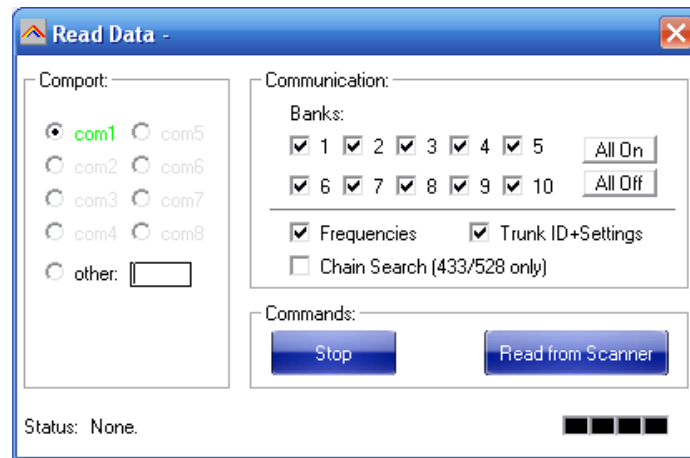 Read Data -
Comport:
com1 com5
com2 com6
com3 com7
com4 com8
other:
Communication:
Banks:
1 2 3 4 5 All On
6 7 8 9 10 All Off
Frequencies Trunk ID+Settings
Chain Search (433/528 only)
Commands:
Stop Read from Scanner
Status: None.